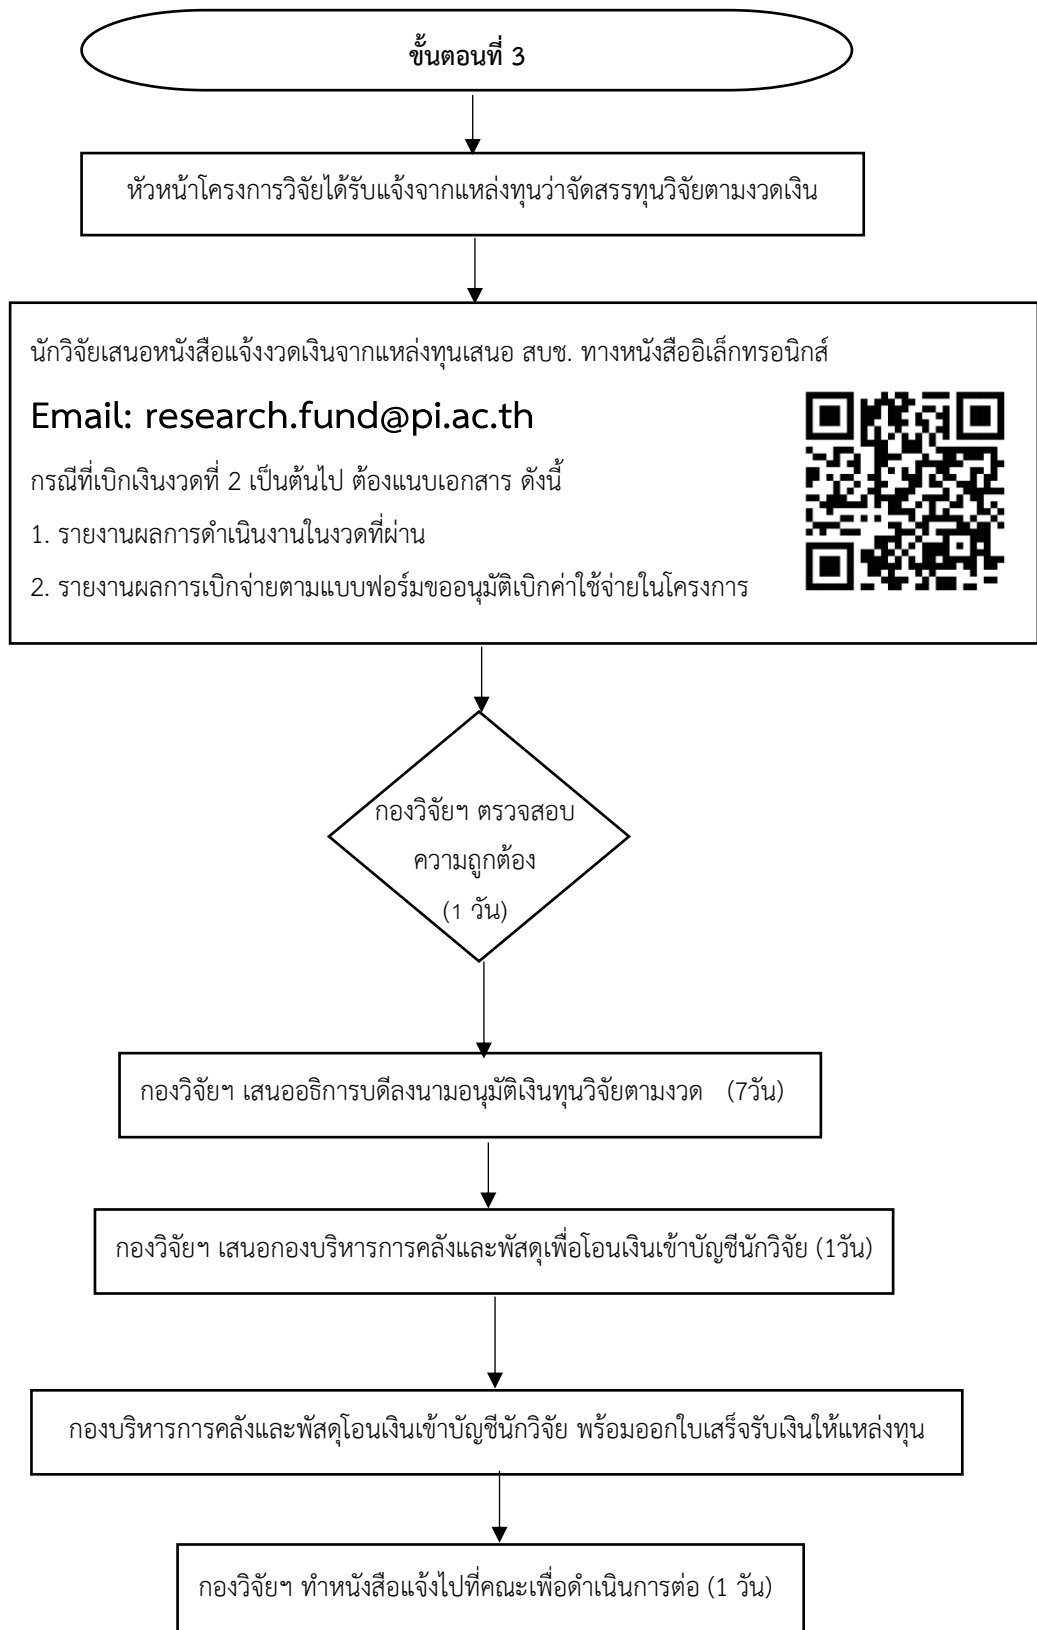 ขั้นตอนที่ 3
หัวหน้าโครงการวิจัยได้รับแจ้งจากแหล่งทุนว่าจัดสรรทุนวิจัยตามงวดเงิน
นักวิจัยเสนอหนังสือแจ้งงวดเงินจากแหล่งทุนเสนอ สบช. ทางหนังสืออิเล็กทรอนิกส์
Email: research.fund@pi.ac.th
กรณีที่เบิกเงินงวดที่ 2 เป็นต้นไป ต้องแนบเอกสาร ดังนี้
1. รายงานผลการดำเนินงานในงวดที่ผ่าน
2. รายงานผลการเบิกจ่ายตามแบบฟอร์มขออนุมัติเบิกค่าใช้จ่ายในโครงการ
กองวิจัยฯ ตรวจสอบ
ความถูกต้อง
(1 วัน)
กองวิจัยฯ เสนออธิการบดีลงนามอนุมัติเงินทุนวิจัยตามงวด (7วัน)
กองวิจัยฯ เสนอกองบริหารการคลังและพัสดุเพื่อโอนเงินเข้าบัญชีนักวิจัย (1วัน)
กองบริหารการคลังและพัสดุโอนเงินเข้าบัญชีนักวิจัย พร้อมออกใบเสร็จรับเงินให้แหล่งทุน
กองวิจัยฯ ทำหนังสือแจ้งไปที่คณะเพื่อดำเนินการต่อ (1 วัน)